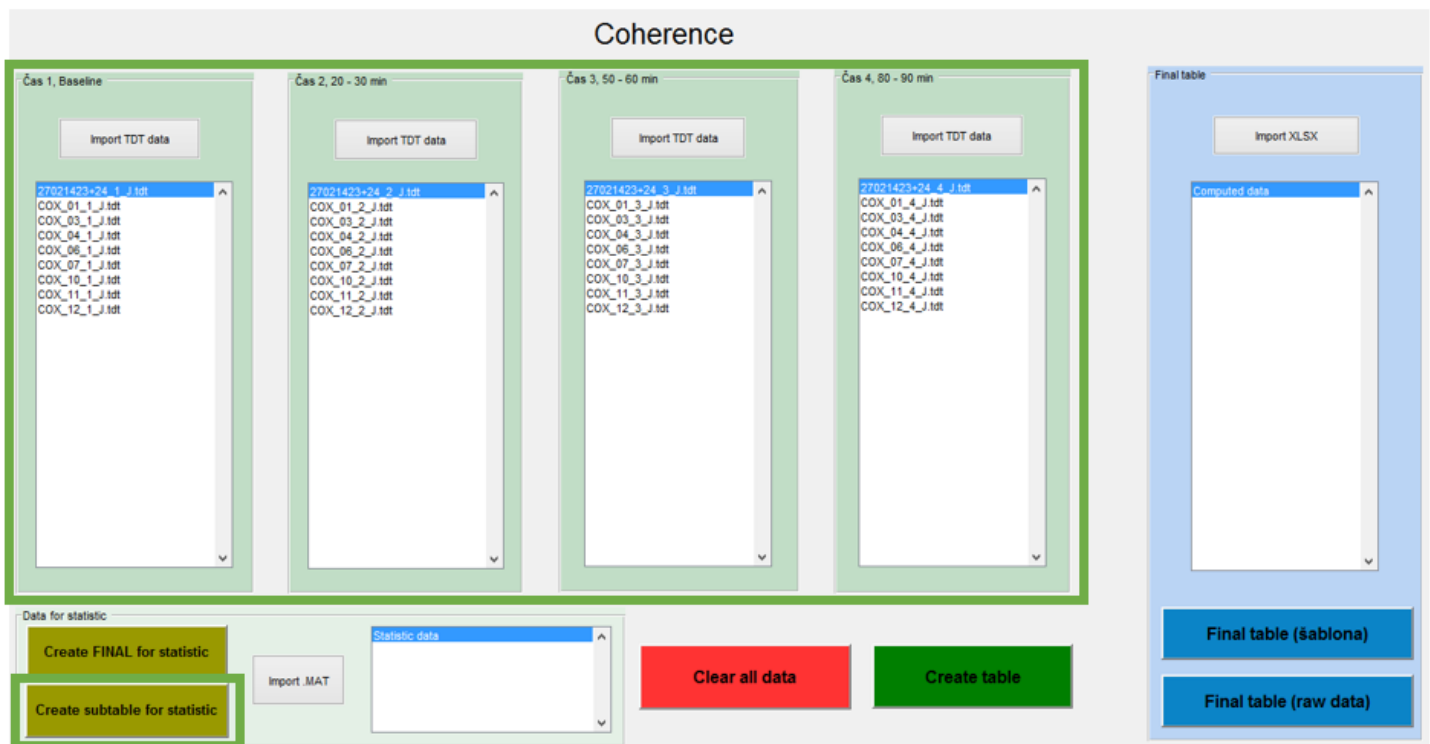 Coherence
Čas 1, Baseline
Import TDT data
27021423+24_1_J.tdt
COX_01_1_J.tdt
COX_03_1_J.tdt
COX_04_1_J.tdt
COX_06_1_J.tdt
COX_07_1_J.tdt
COX_10_1_J.tdt
COX_11_1_J.tdt
COX_12_1_J.tdt
Čas 2, 20 - 30 min
Import TDT data
27021423+24_2_J.tdt
COX_01_2_J.tdt
COX_03_2_J.tdt
COX_04_2_J.tdt
COX_06_2_J.tdt
COX_07_2_J.tdt
COX_10_2_J.tdt
COX_11_2_J.tdt
COX_12_2_J.tdt
Čas 3, 50 - 60 min
Import TDT data
27021423+24_3_J.tdt
COX_01_3_J.tdt
COX_03_3_J.tdt
COX_04_3_J.tdt
COX_06_3_J.tdt
COX_07_3_J.tdt
COX_10_3_J.tdt
COX_11_3_J.tdt
COX_12_3_J.tdt
Čas 4, 80 - 90 min
Import TDT data
27021423+24_4_J.tdt
COX_01_4_J.tdt
COX_03_4_J.tdt
COX_04_4_J.tdt
COX_06_4_J.tdt
COX_07_4_J.tdt
COX_10_4_J.tdt
COX_11_4_J.tdt
COX_12_4_J.tdt
Final table
Import XLSX
Computed data
Final table (šablona)
Final table (raw data)
Data for statistic
Create FINAL for statistic
Create subtable for statistic
Import .MAT
Statistic data
Clear all data
Create table